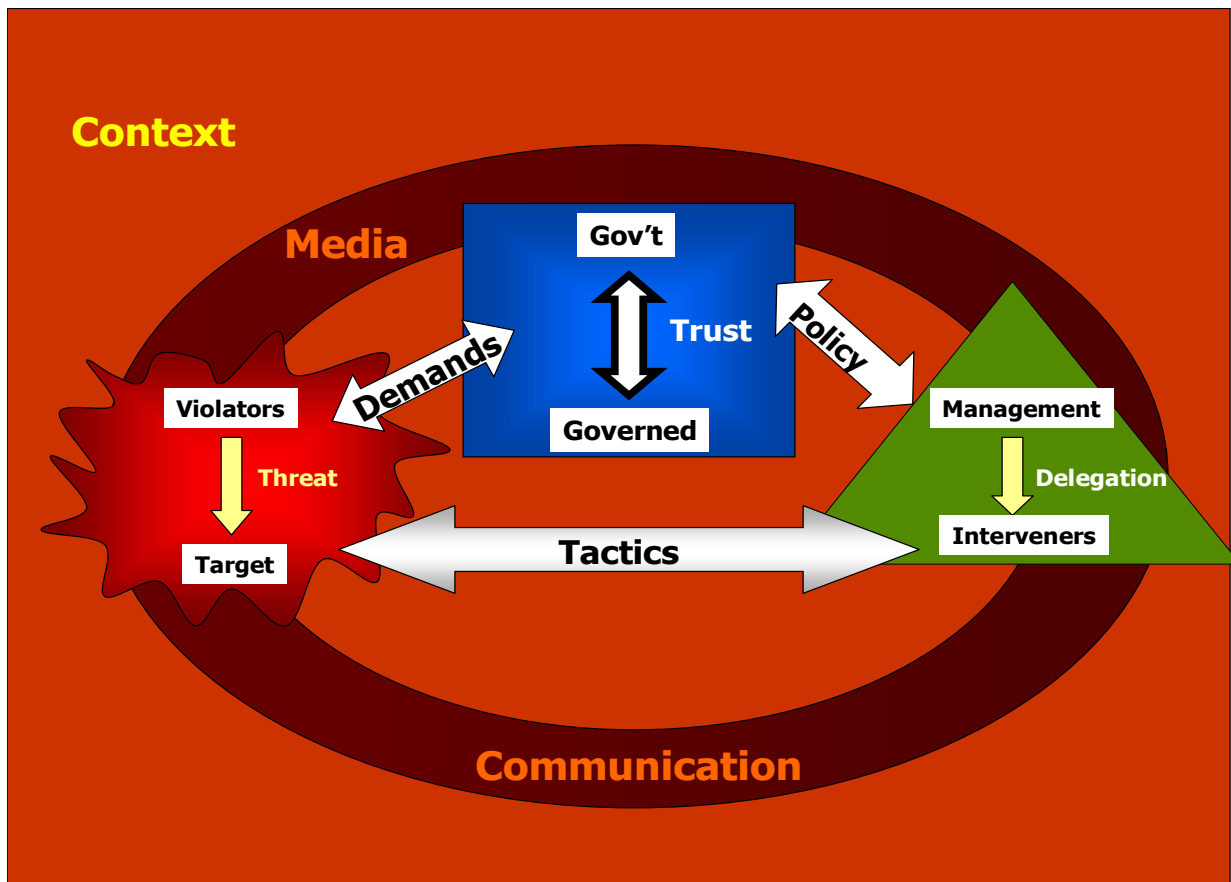 Context
Media
Gov't
Trust
Governed
Demands
Policy
Violators
Threat
Target
Management
Delegation
Interveners
Tactics
Communication